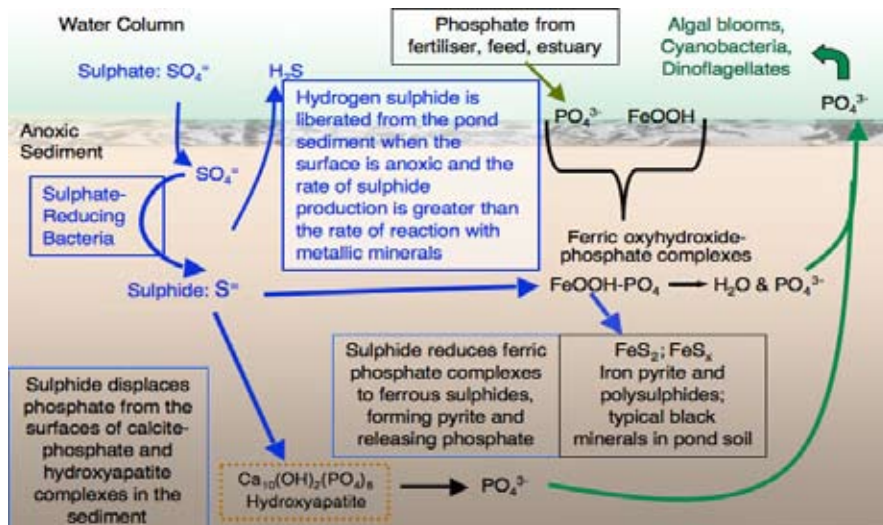 Water Column
Sulphate: SO₄⁼
H₂S
Phosphate from
fertiliser, feed, estuary
Algal blooms,
Cyanobacteria,
Dinoflagellates
PO₄³⁻
Anoxic
Sediment
SO₄⁼
Sulphate-
Reducing
Bacteria
Sulphide: S⁼
Hydrogen sulphide is
liberated from the pond
sediment when the
surface is anoxic and the
rate of sulphide
production is greater than
the rate of reaction with
metallic minerals
PO₄³⁻ FeOOH
Ferric oxyhydroxide-
phosphate complexes
FeOOH-PO₄ H₂O & PO₄³⁻
Sulphide reduces ferric
phosphate complexes
to ferrous sulphides,
forming pyrite and
releasing phosphate
FeS₂; FeSₓ
Iron pyrite and
polysulphides;
typical black
minerals in pond soil
Sulphide displaces
phosphate from the
surfaces of calcite-
phosphate and
hydroxyapatite
complexes in the
sediment
Ca₁₀(OH)₂(PO₄)₆
Hydroxyapatite
PO₄³⁻